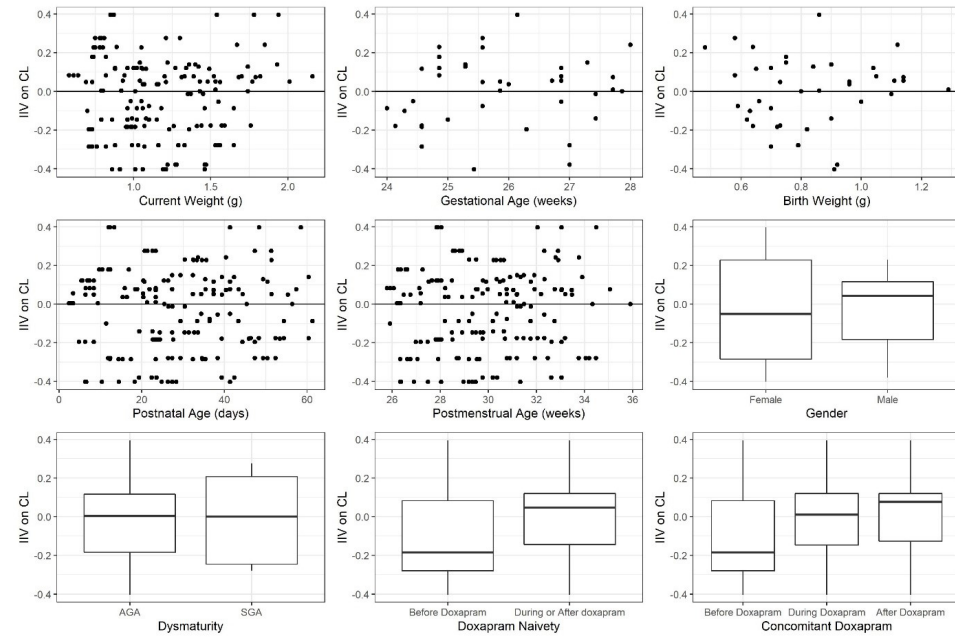 IIV on CL
0.4
0.2
0.0
-0.2
-0.4
1.0 1.5 2.0
Current Weight (g)
IIV on CL
0.4
0.2
0.0
-0.2
-0.4
24 25 26 27 28
Gestational Age (weeks)
IIV on CL
0.4
0.2
0.0
-0.2
-0.4
0.6 0.8 1.0 1.2
Birth Weight (g)
IIV on CL
0.4
0.2
0.0
-0.2
-0.4
0 20 40 60
Postnatal Age (days)
IIV on CL
0.4
0.2
0.0
-0.2
-0.4
26 28 30 32 34 36
Postmenstrual Age (weeks)
IIV on CL
0.4
0.2
0.0
-0.2
-0.4
Female Male
Gender
IIV on CL
0.4
0.2
0.0
-0.2
-0.4
AGA SGA
Dysmaturity
IIV on CL
0.4
0.2
0.0
-0.2
-0.4
Before Doxapram During or After doxapram
Doxapram Naivety
IIV on CL
0.4
0.2
0.0
-0.2
-0.4
Before Doxapram During Doxapram After Doxapram
Concomitant Doxapram